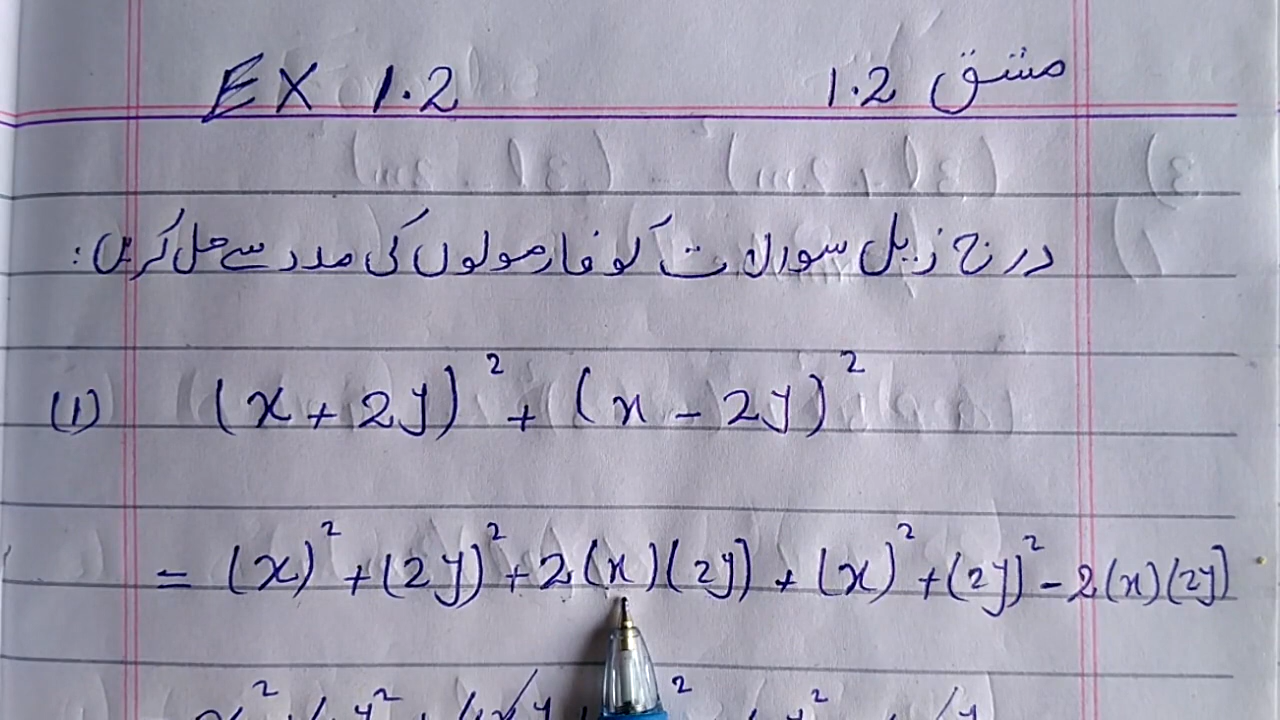 EX 1.2 مشق 1.2
درج زیل سوالات کو فارمولوں کی مدد سے حل کریں:
(1) (x + 2y)² + (x - 2y)²
= (x)² + (2y)² + 2(x)(2y) + (x)² + (2y)² - 2(x)(2y)